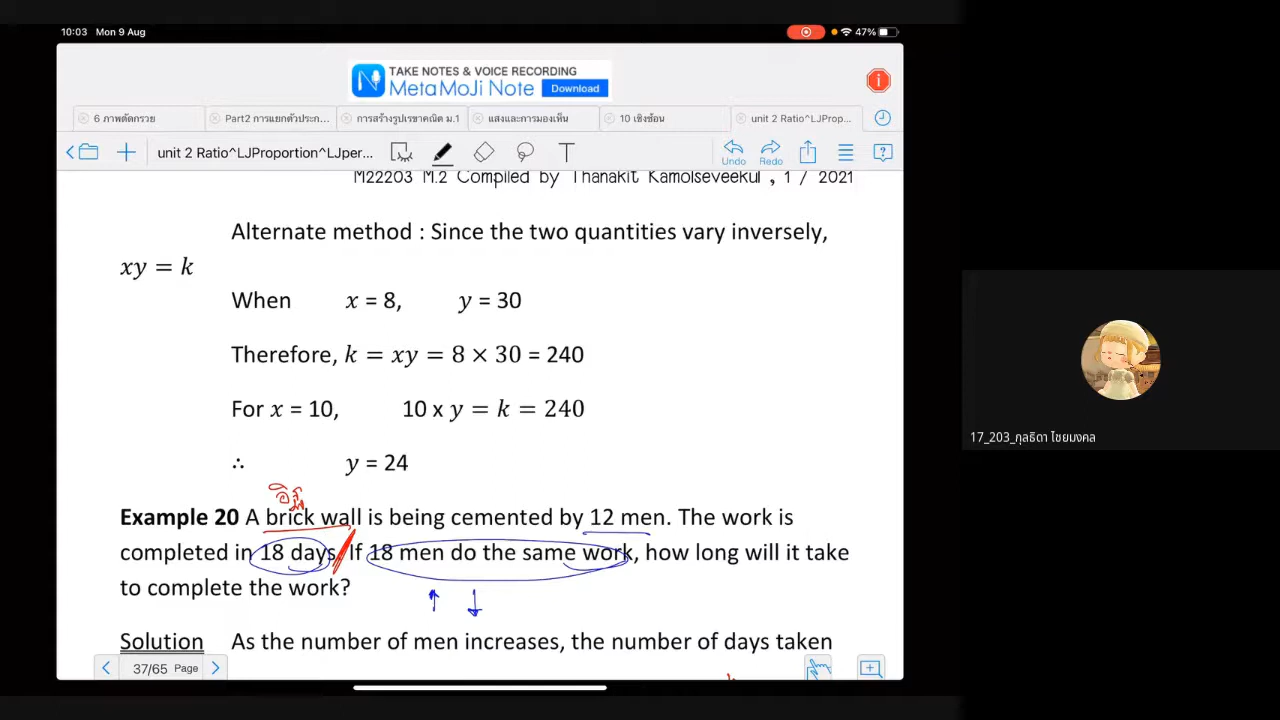 10:03 Mon 9 Aug
47%
TAKE NOTES & VOICE RECORDING
MetaMoJi Note Download
6 ภาพตัดกรวย
Part2 การแยกตัวประก...
การสร้างรูปเรขาคณิต ม.1
แสงและการมองเห็น
10 เชิงซ้อน
unit 2 Ratio^LJProp...
unit 2 Ratio^LJProportion^LJper...
T
Undo
Redo
M22203 M.2 Compiled by Thanakit Kamolseveekul , 1 / 2021
Alternate method : Since the two quantities vary inversely,
xy = k
When x = 8, y = 30
Therefore, k = xy = 8 × 30 = 240
For x = 10, 10 x y = k = 240
∴ y = 24
อิฐ
Example 20 A brick wall is being cemented by 12 men. The work is
completed in 18 days. If 18 men do the same work, how long will it take
to complete the work?
↑ ↓
Solution As the number of men increases, the number of days taken
37/65 Page
17_203_กุลธิดา ไชยมงคล